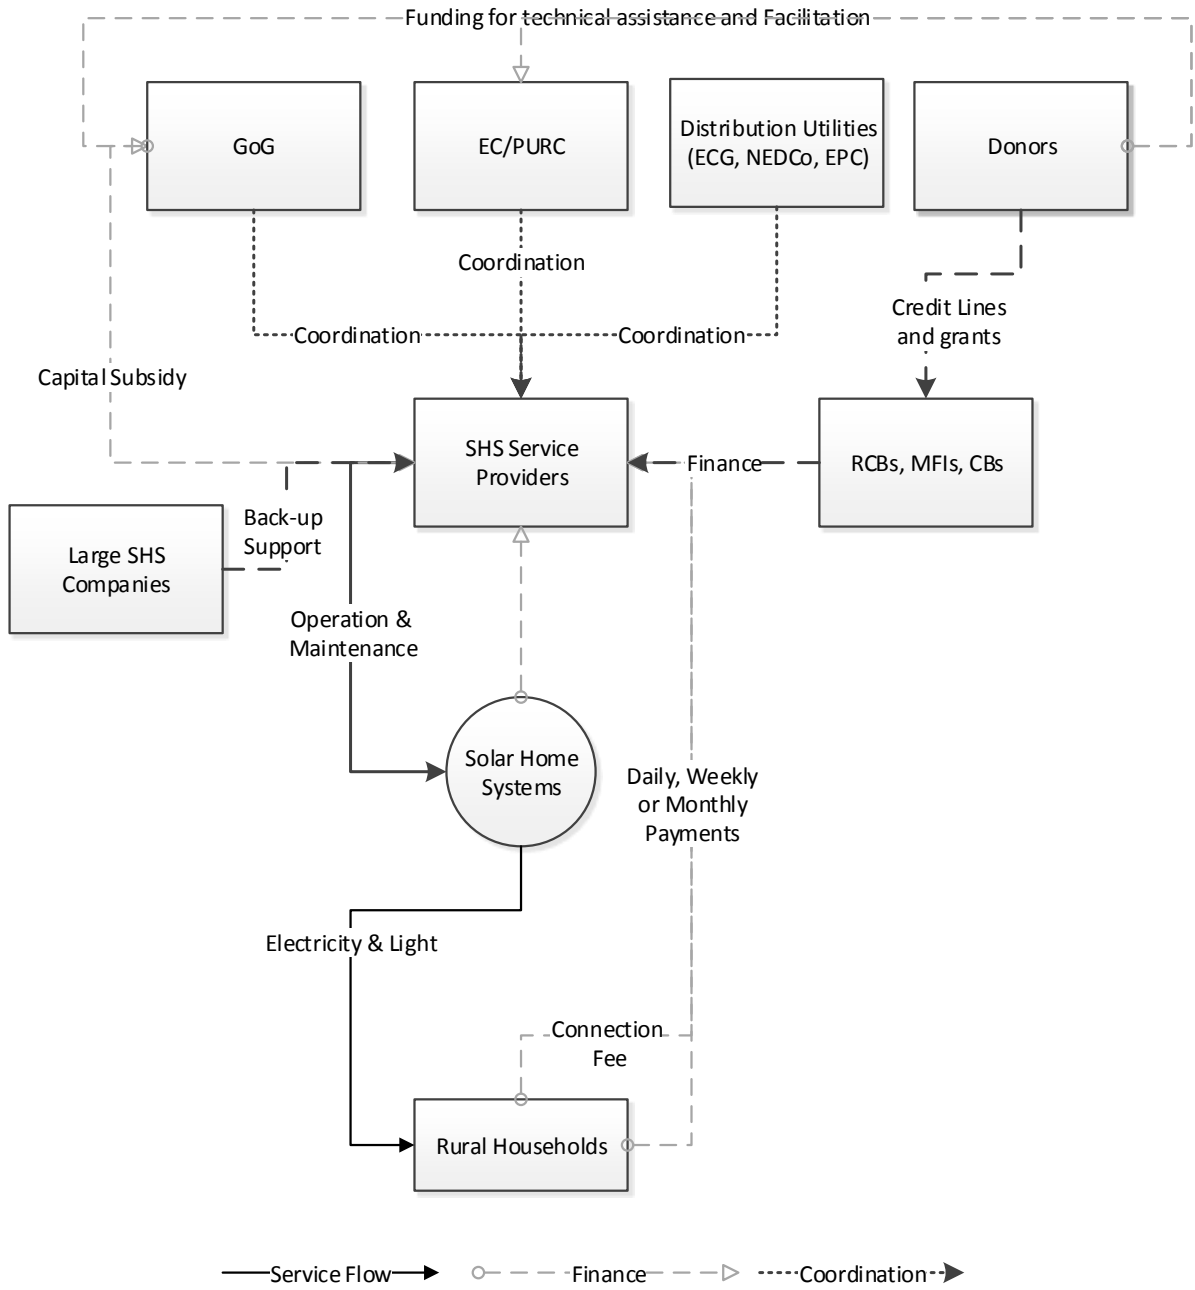 Funding for technical assistance and Facilitation
GoG
EC/PURC
Distribution Utilities
(ECG, NEDCo, EPC)
Donors
Coordination
Coordination
Coordination
Credit Lines
and grants
Capital Subsidy
SHS Service
Providers
Finance
RCBs, MFIs, CBs
Back-up
Support
Large SHS
Companies
Operation &
Maintenance
Solar Home
Systems
Daily, Weekly
or Monthly
Payments
Electricity & Light
Connection
Fee
Rural Households
Service Flow
Finance
Coordination